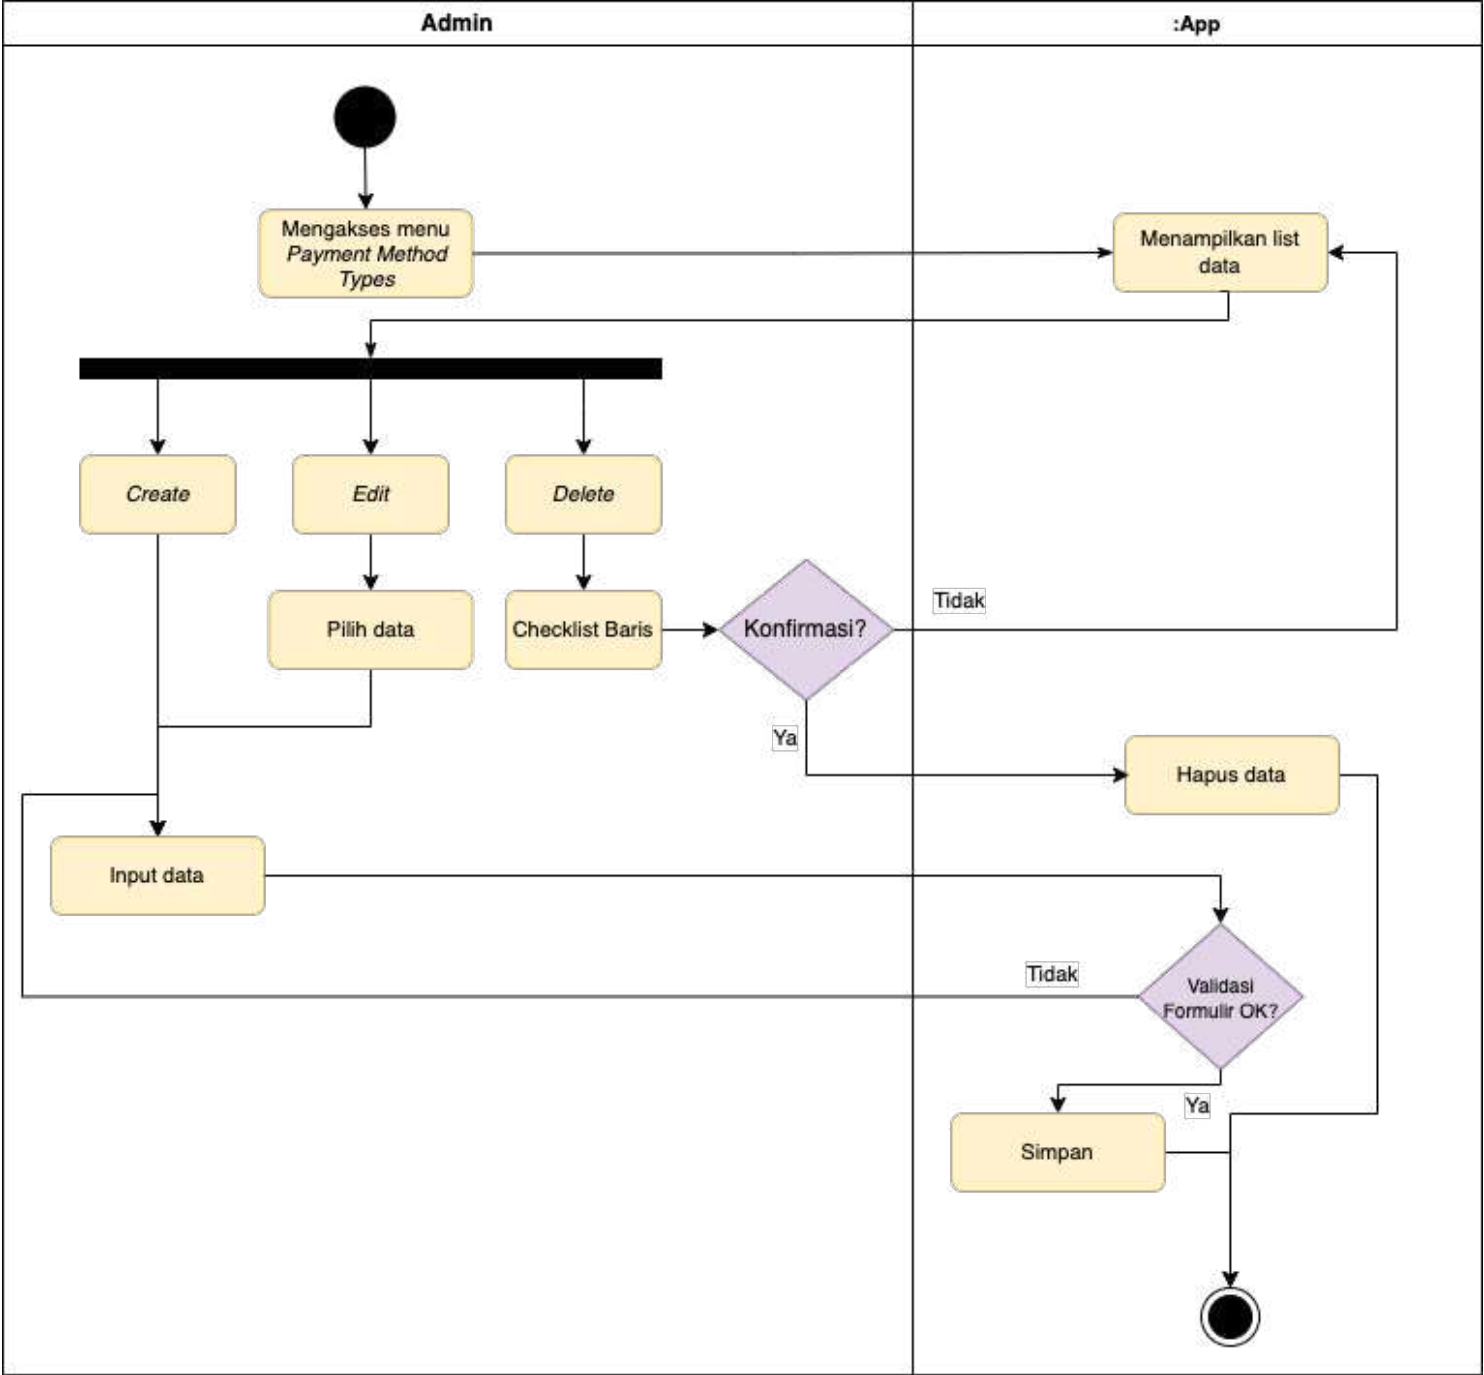 Admin
:App
Mengakses menu
Payment Method
Types
Menampilkan list
data
Create
Edit
Delete
Pilih data
Checklist Baris
Konfirmasi?
Tidak
Ya
Hapus data
Input data
Tidak
Validasi
Formulir OK?
Ya
Simpan